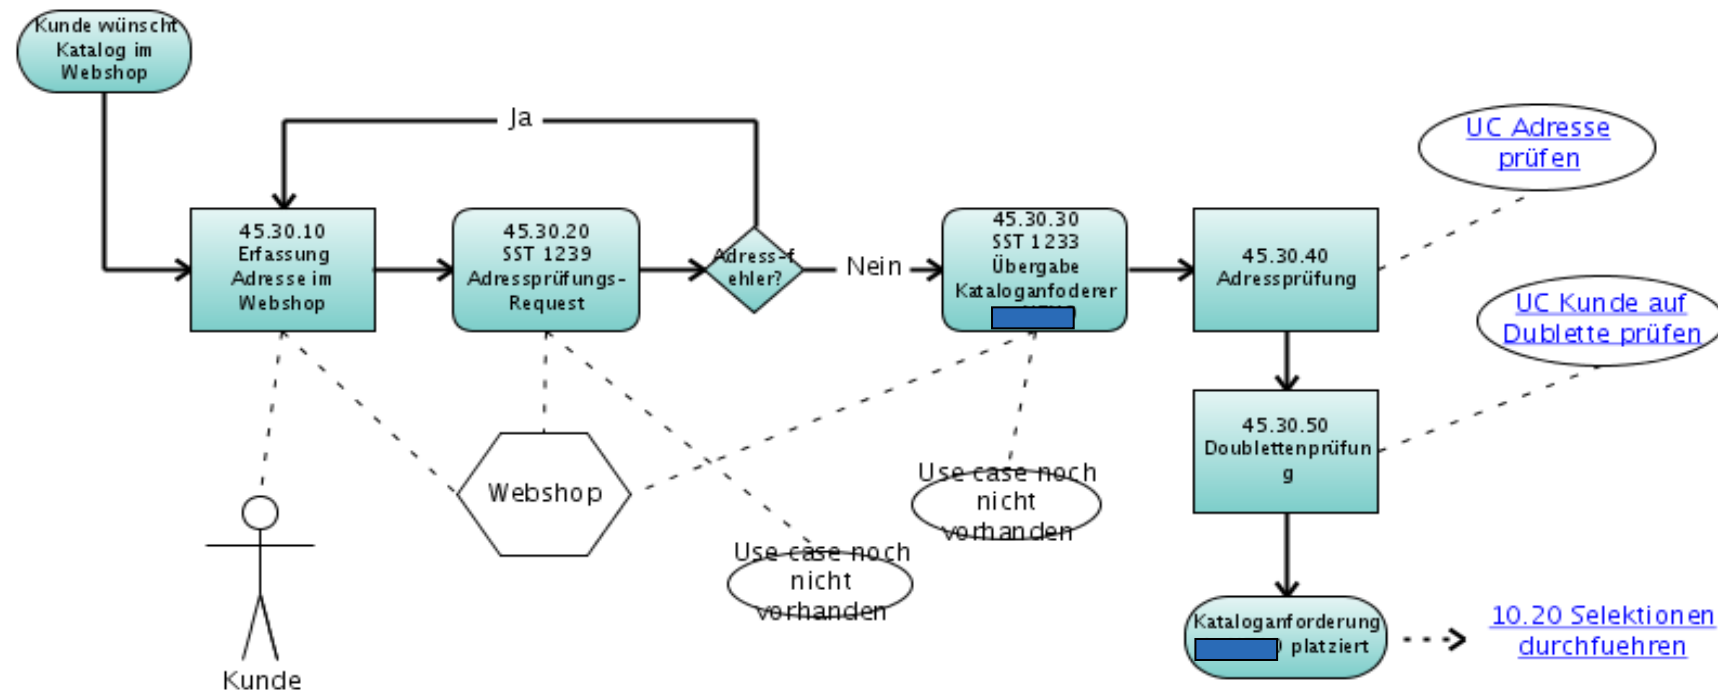 Kunde wünscht
Katalog im
Webshop
Ja
45.30.10
Erfassung
Adresse im
Webshop
45.30.20
SST 1239
Adressprüfungs-
Request
Adress-f
ehler?
Nein
45.30.30
SST 1233
Übergabe
Kataloganfoderer
45.30.40
Adressprüfung
UC Adresse
prüfen
UC Kunde auf
Dublette prüfen
45.30.50
Doublettenprüfun
g
Webshop
Use case noch
nicht
vorhanden
Use case noch
nicht
vorhanden
Kunde
Kataloganforderung
platziert
10.20 Selektionen
durchfuehren